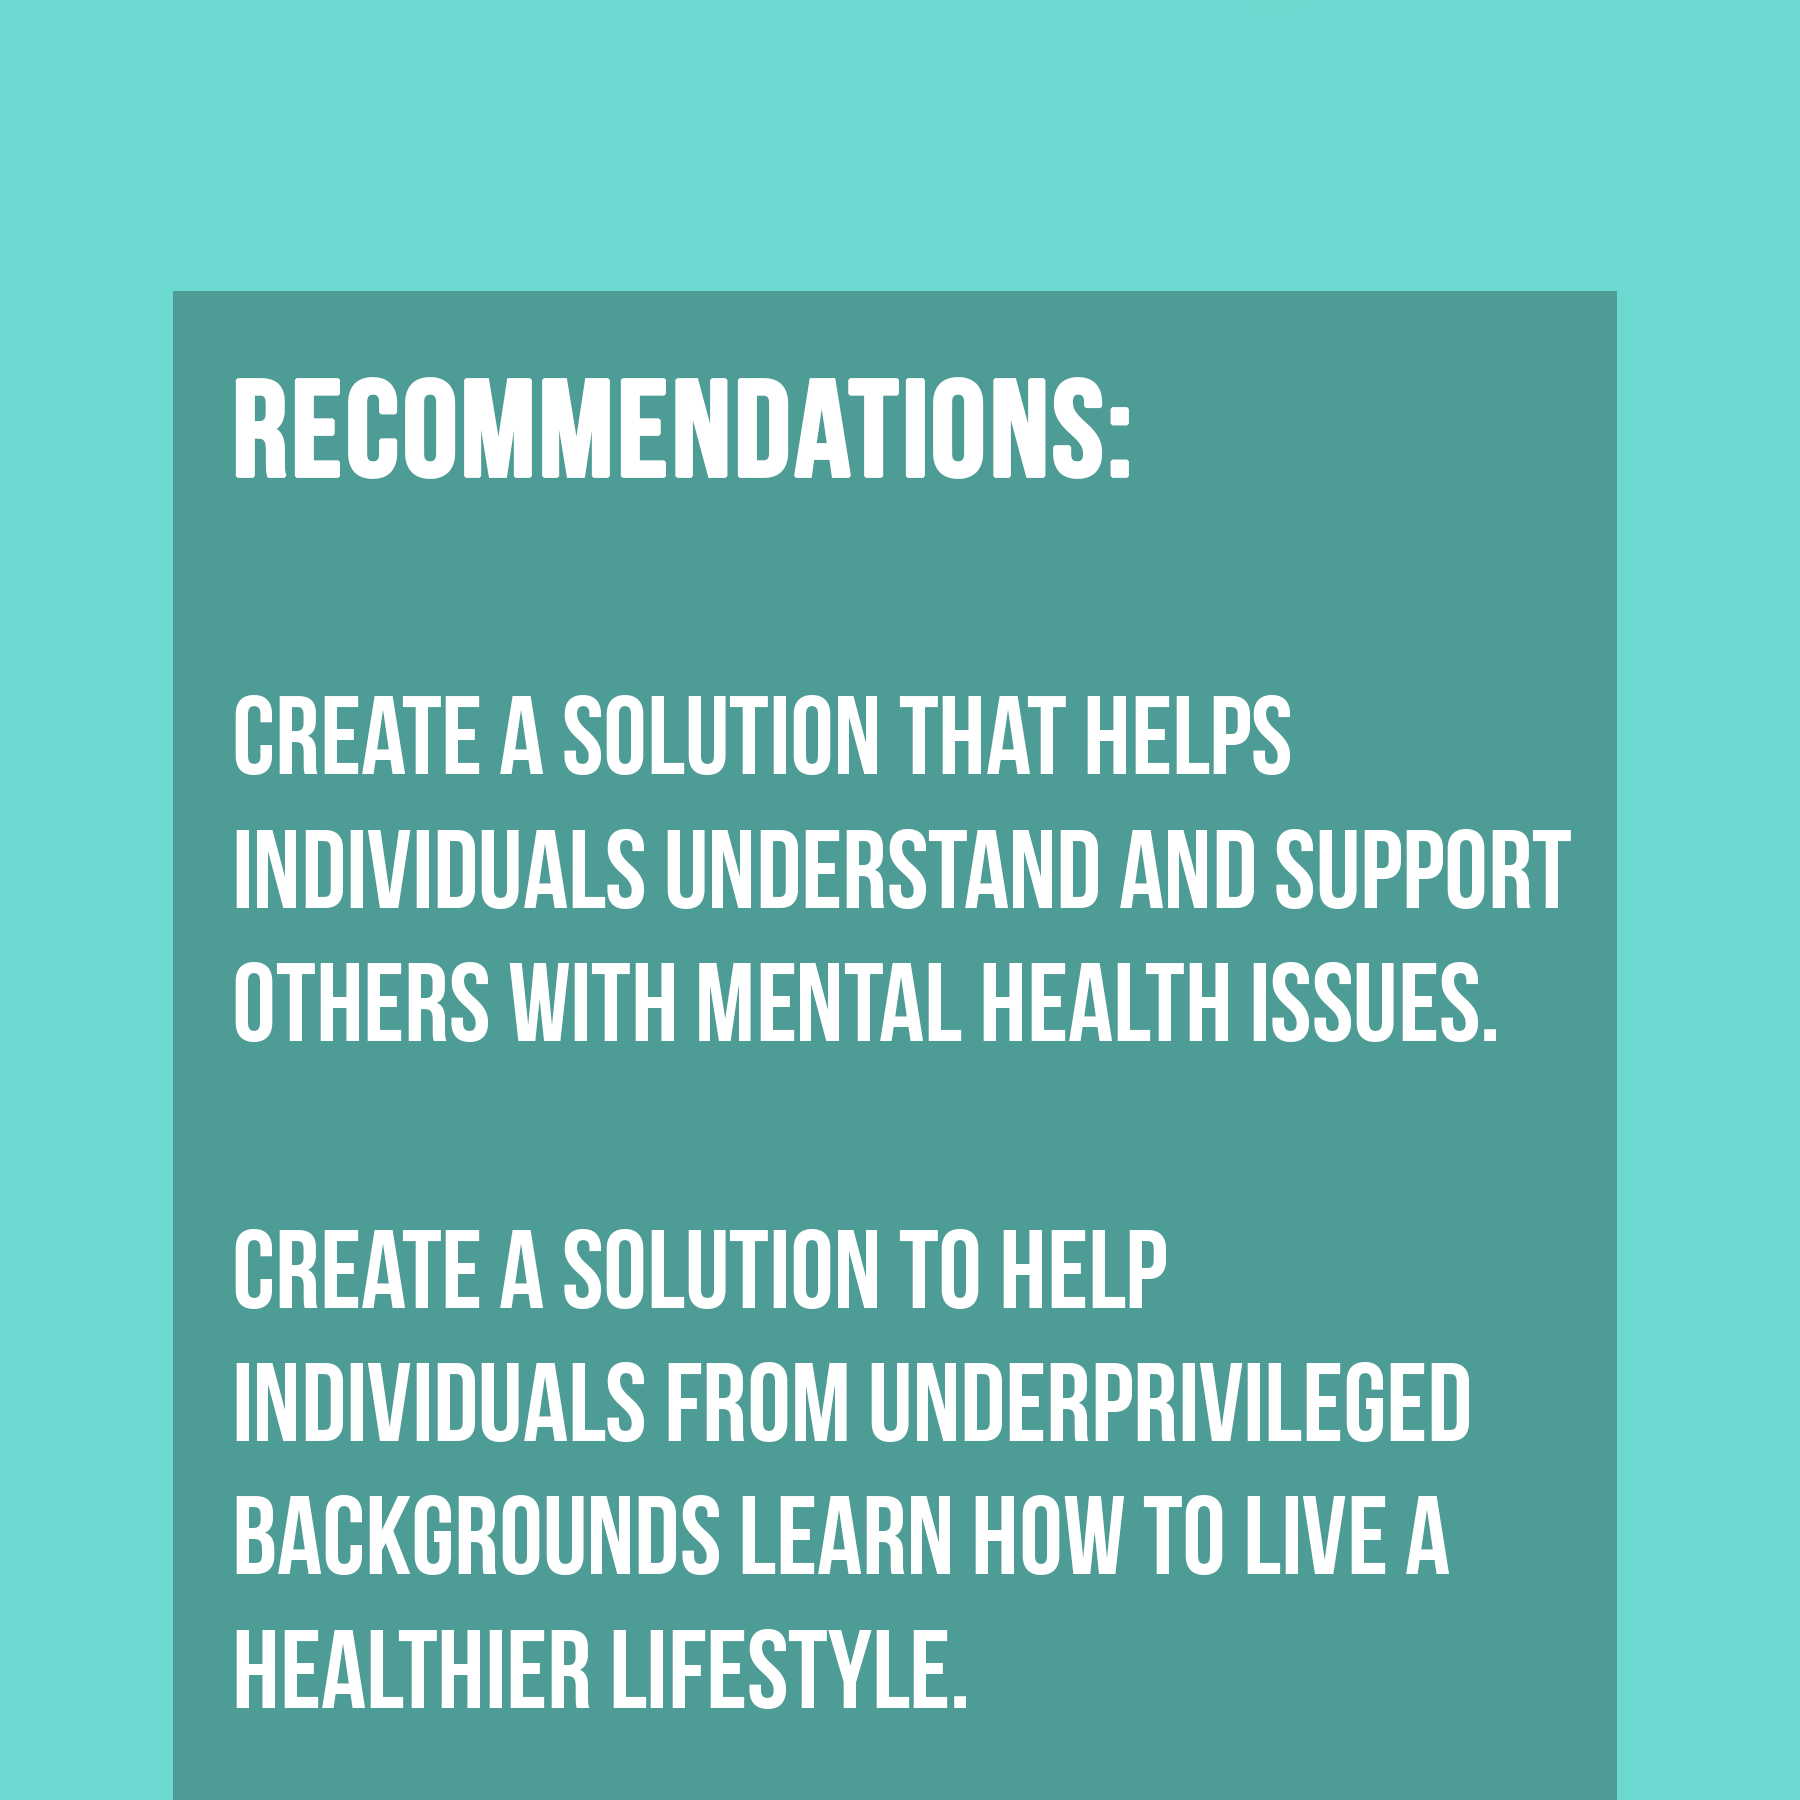 RECOMMENDATIONS:
CREATE A SOLUTION THAT HELPS
INDIVIDUALS UNDERSTAND AND SUPPORT
OTHERS WITH MENTAL HEALTH ISSUES.
CREATE A SOLUTION TO HELP
INDIVIDUALS FROM UNDERPRIVILEGED
BACKGROUNDS LEARN HOW TO LIVE A
HEALTHIER LIFESTYLE.